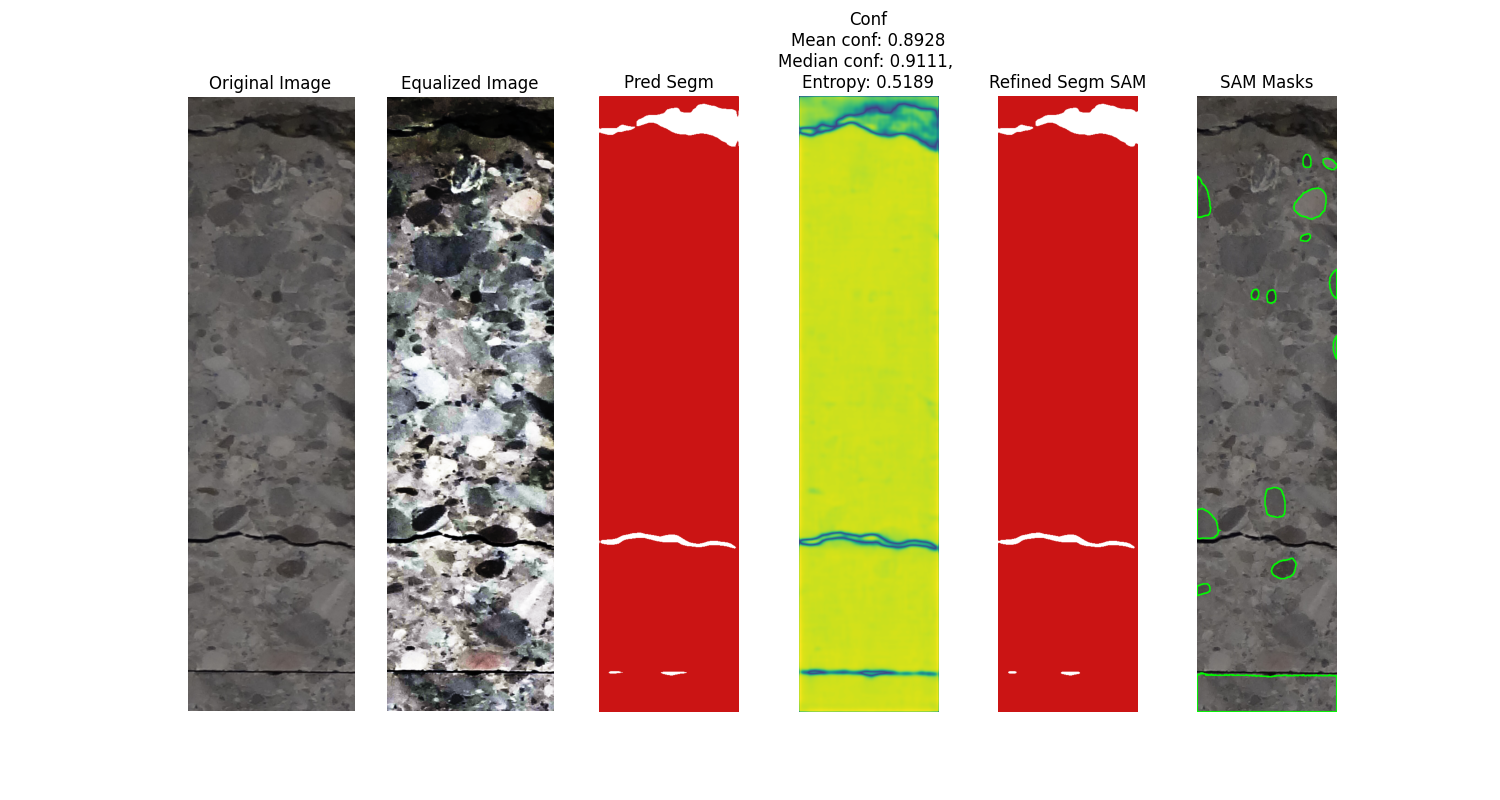 Original Image
Equalized Image
Pred Segm
Conf
Mean conf: 0.8928
Median conf: 0.9111,
Entropy: 0.5189
Refined Segm SAM
SAM Masks